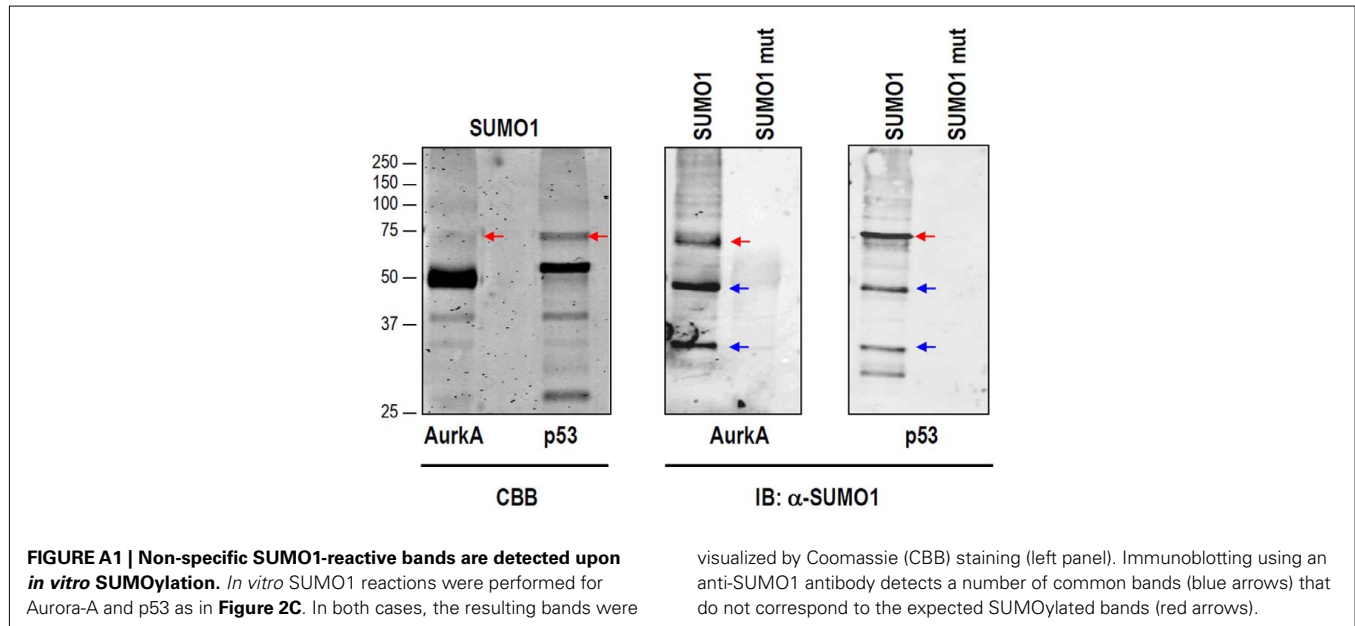 SUMO1
SUMO1
SUMO1 mut
SUMO1
SUMO1 mut
250
150
100
75
50
37
25
AurkA
p53
AurkA
p53
CBB
IB: α-SUMO1
FIGURE A1 | Non-specific SUMO1-reactive bands are detected upon
in vitro SUMOylation. In vitro SUMO1 reactions were performed for
Aurora-A and p53 as in Figure 2C. In both cases, the resulting bands were
visualized by Coomassie (CBB) staining (left panel). Immunoblotting using an
anti-SUMO1 antibody detects a number of common bands (blue arrows) that
do not correspond to the expected SUMOylated bands (red arrows).